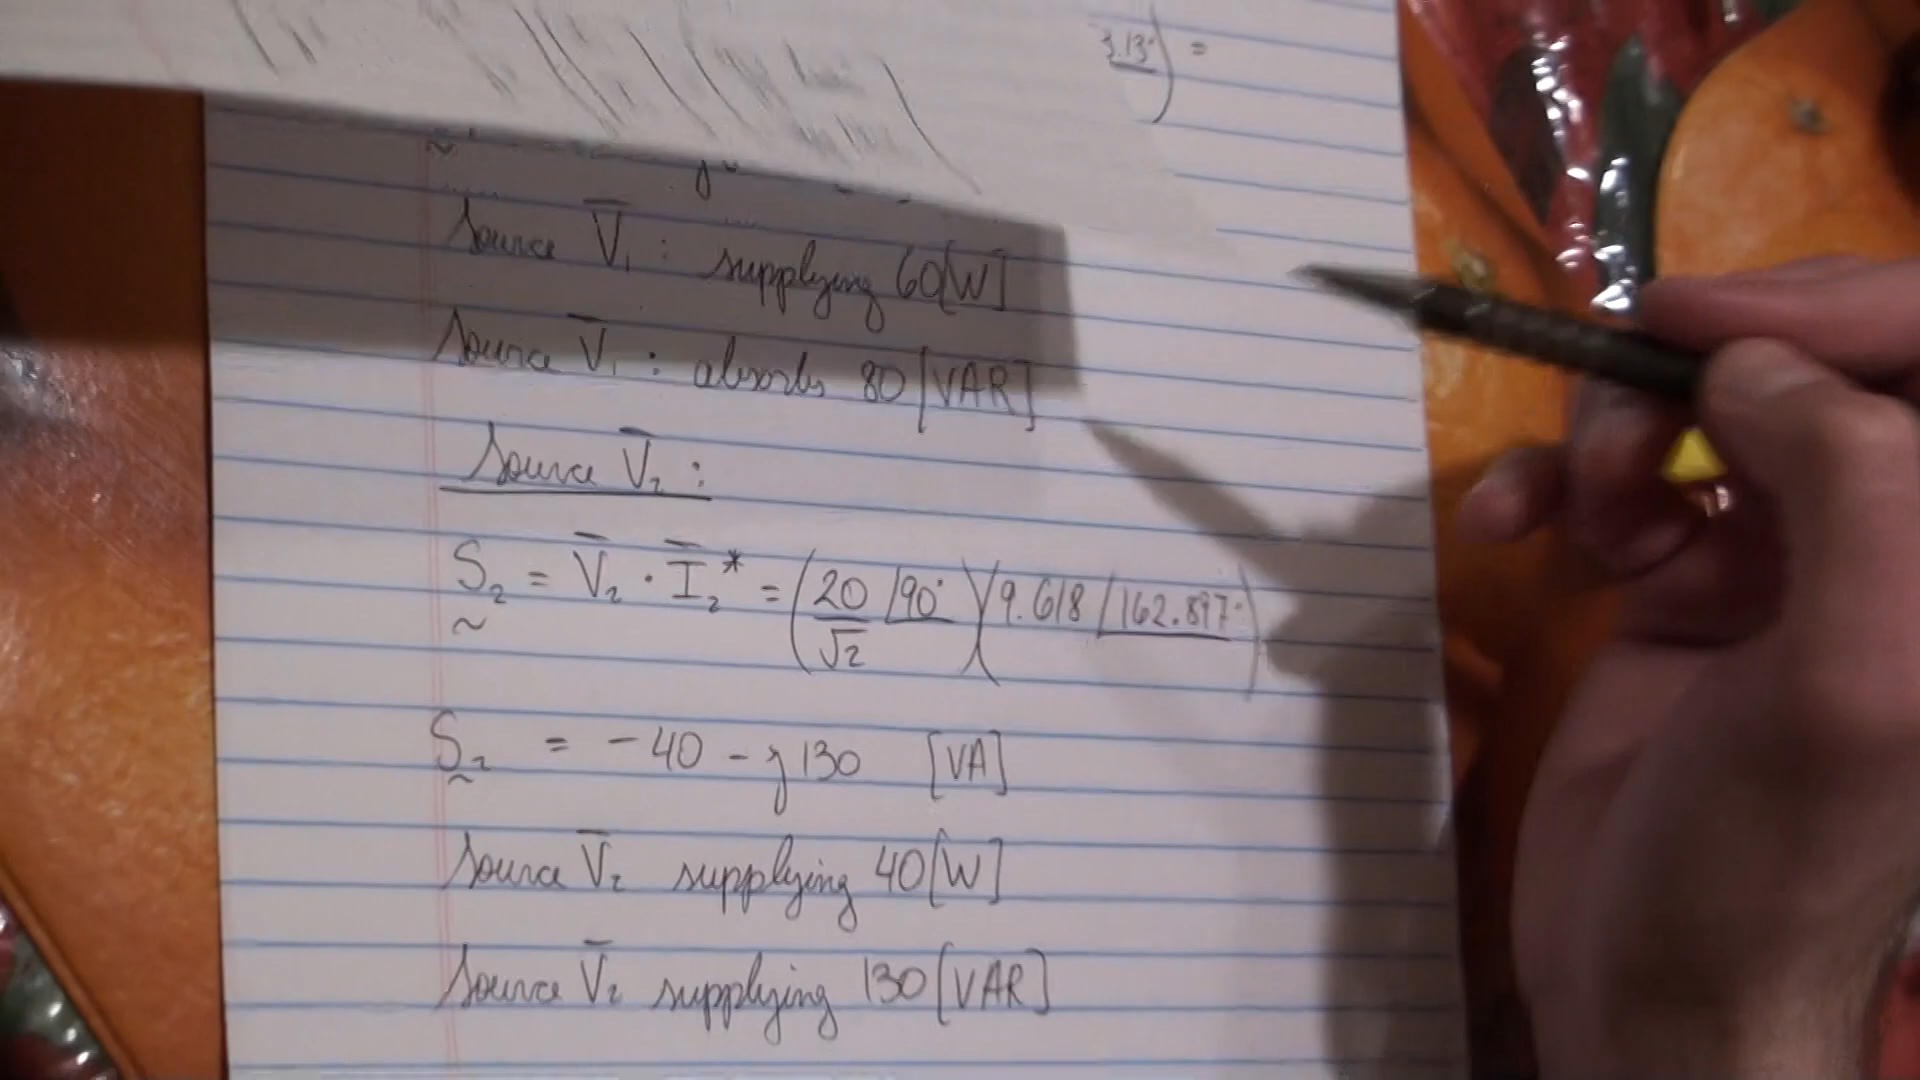 3.13°) =
Source V̅₁ : supplying 60[W]
Source V̅₁ : absorbs 80 [VAR]
Source V̅₂ :
S₂ = V̅₂ · I̅₂* = (20/√2 ∠90°)(9.618 ∠162.897°)
S₂ = -40 - j130 [VA]
Source V̅₂ supplying 40[W]
Source V̅₂ supplying 130[VAR]